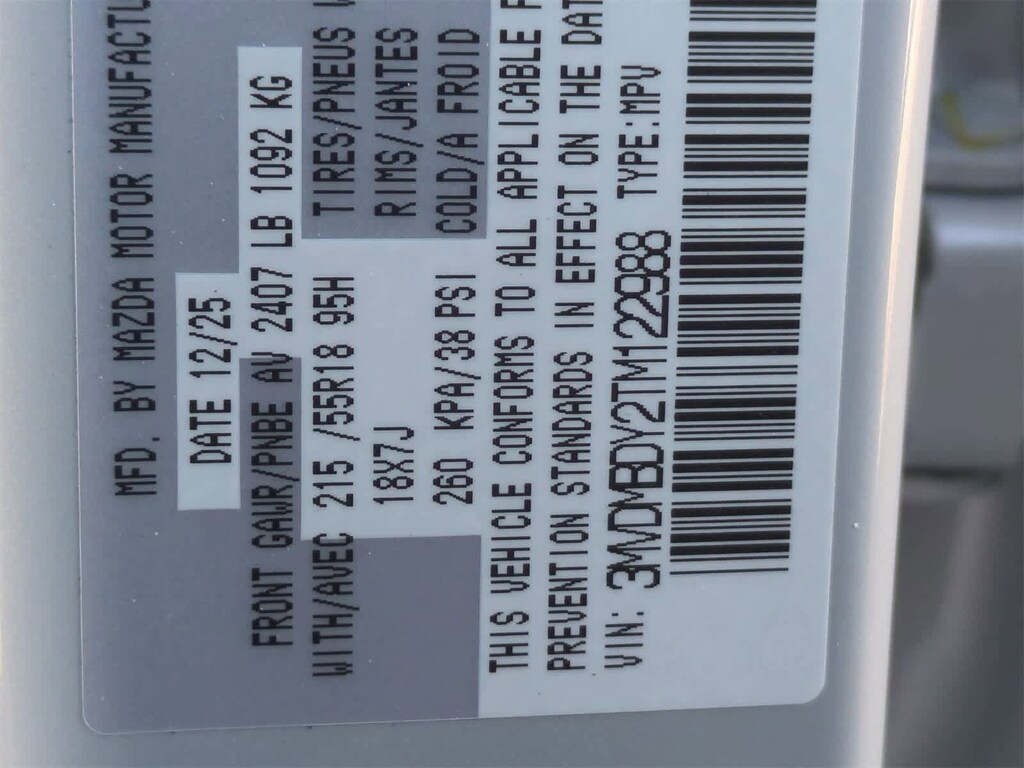 MFD. BY MAZDA MOTOR MANUFACTU
DATE 12/25
FRONT GAWR/PNBE AV 2407 LB 1092 KG
WITH/AVEC 215 /55R18 95H TIRES/PNEUS
18X7J RIMS/JANTES
260 KPA/38 PSI COLD/A FROID
THIS VEHICLE CONFORMS TO ALL APPLICABLE F
PREVENTION STANDARDS IN EFFECT ON THE DAT
VIN: 3MVDMBDY2TM122988 TYPE:MPV